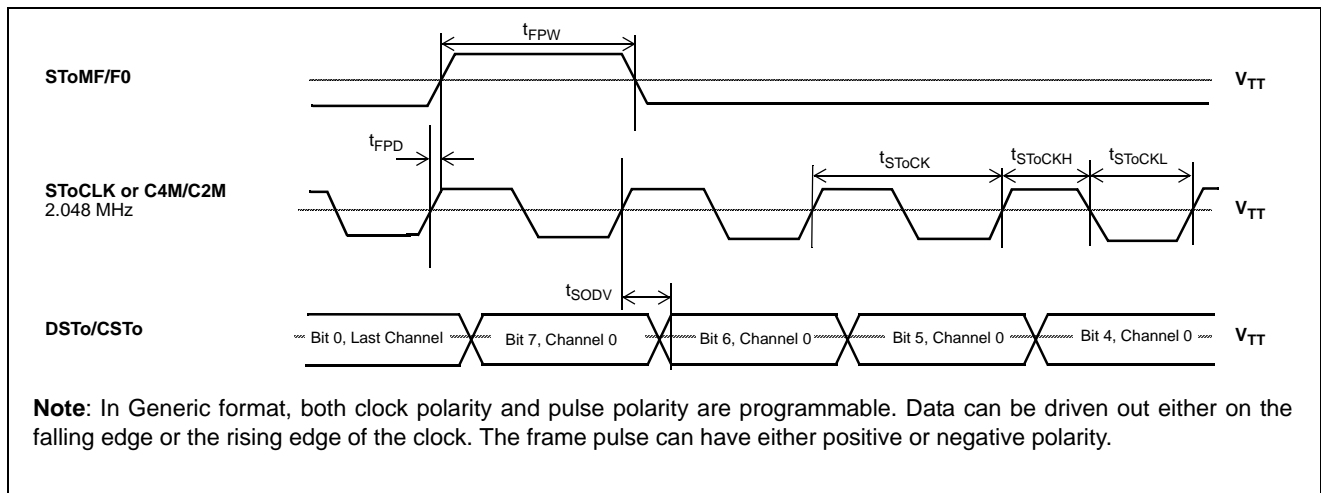 tFPW
SToMF/F0
VTT
tFPD
tSToCK
tSToCKH
tSToCKL
SToCLK or C4M/C2M
2.048 MHz
VTT
tSODV
DSTo/CSTo
Bit 0, Last Channel
Bit 7, Channel 0
Bit 6, Channel 0
Bit 5, Channel 0
Bit 4, Channel 0
VTT
Note: In Generic format, both clock polarity and pulse polarity are programmable. Data can be driven out either on the
falling edge or the rising edge of the clock. The frame pulse can have either positive or negative polarity.